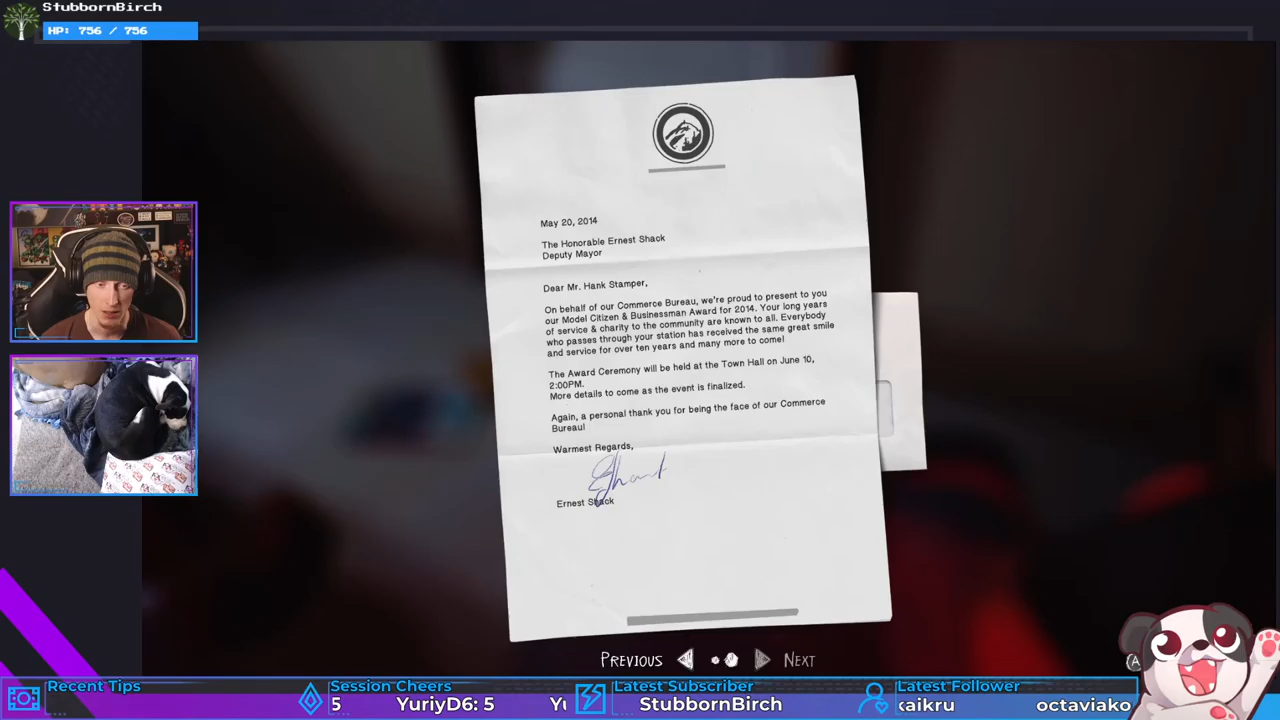 StubbornBirch
HP: 756 / 756
May 20, 2014
The Honorable Ernest Shack
Deputy Mayor
Dear Mr. Hank Stamper,
On behalf of our Commerce Bureau, we're proud to present to you
our Model Citizen & Businessman Award for 2014. Your long years
of service & charity to the community are known to all. Everybody
who passes through your station has received the same great smile
and service for over ten years and many more to come!
The Award Ceremony will be held at the Town Hall on June 10,
2:00PM.
More details to come as the event is finalized.
Again, a personal thank you for being the face of our Commerce
Bureau!
Warmest Regards,
Ernest Shack
PREVIOUS NEXT
A
Recent Tips
Session Cheers
5 YuriyD6: 5
Latest Subscriber
StubbornBirch
Latest Follower
kaikru octaviako